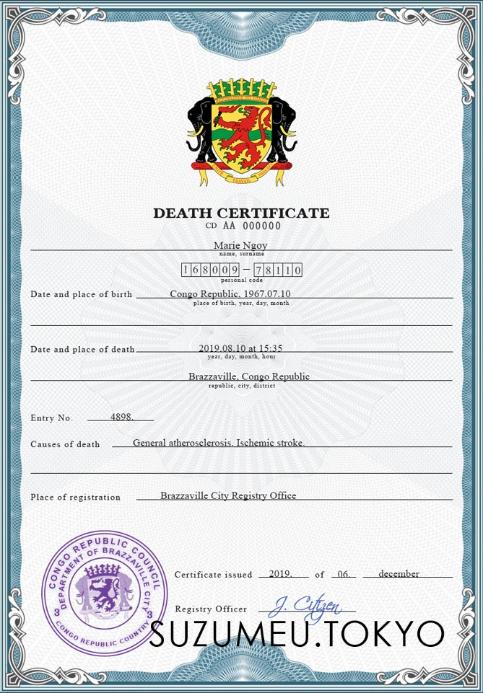 DEATH CERTIFICATE
CD AA 000000
Marie Ngoy
name, surname
168009-78110
personal code
Date and place of birth Congo Republic, 1967.07.10
place of birth, year, day, month
Date and place of death 2019.08.10 at 15:35
year, day, month, hour
Brazzaville, Congo Republic
republic, city, district
Entry No. 4898.
Causes of death General atherosclerosis. Ischemic stroke.
Place of registration Brazzaville City Registry Office
CONGO REPUBLIC COUNCIL
DEPARTMENT OF BRAZZAVILLE CITY
3 3
CONGO REPUBLIC COUNTRY
Certificate issued 2019. of 06. december
Registry Officer J. Citizen
SUZUMEU.TOKYO